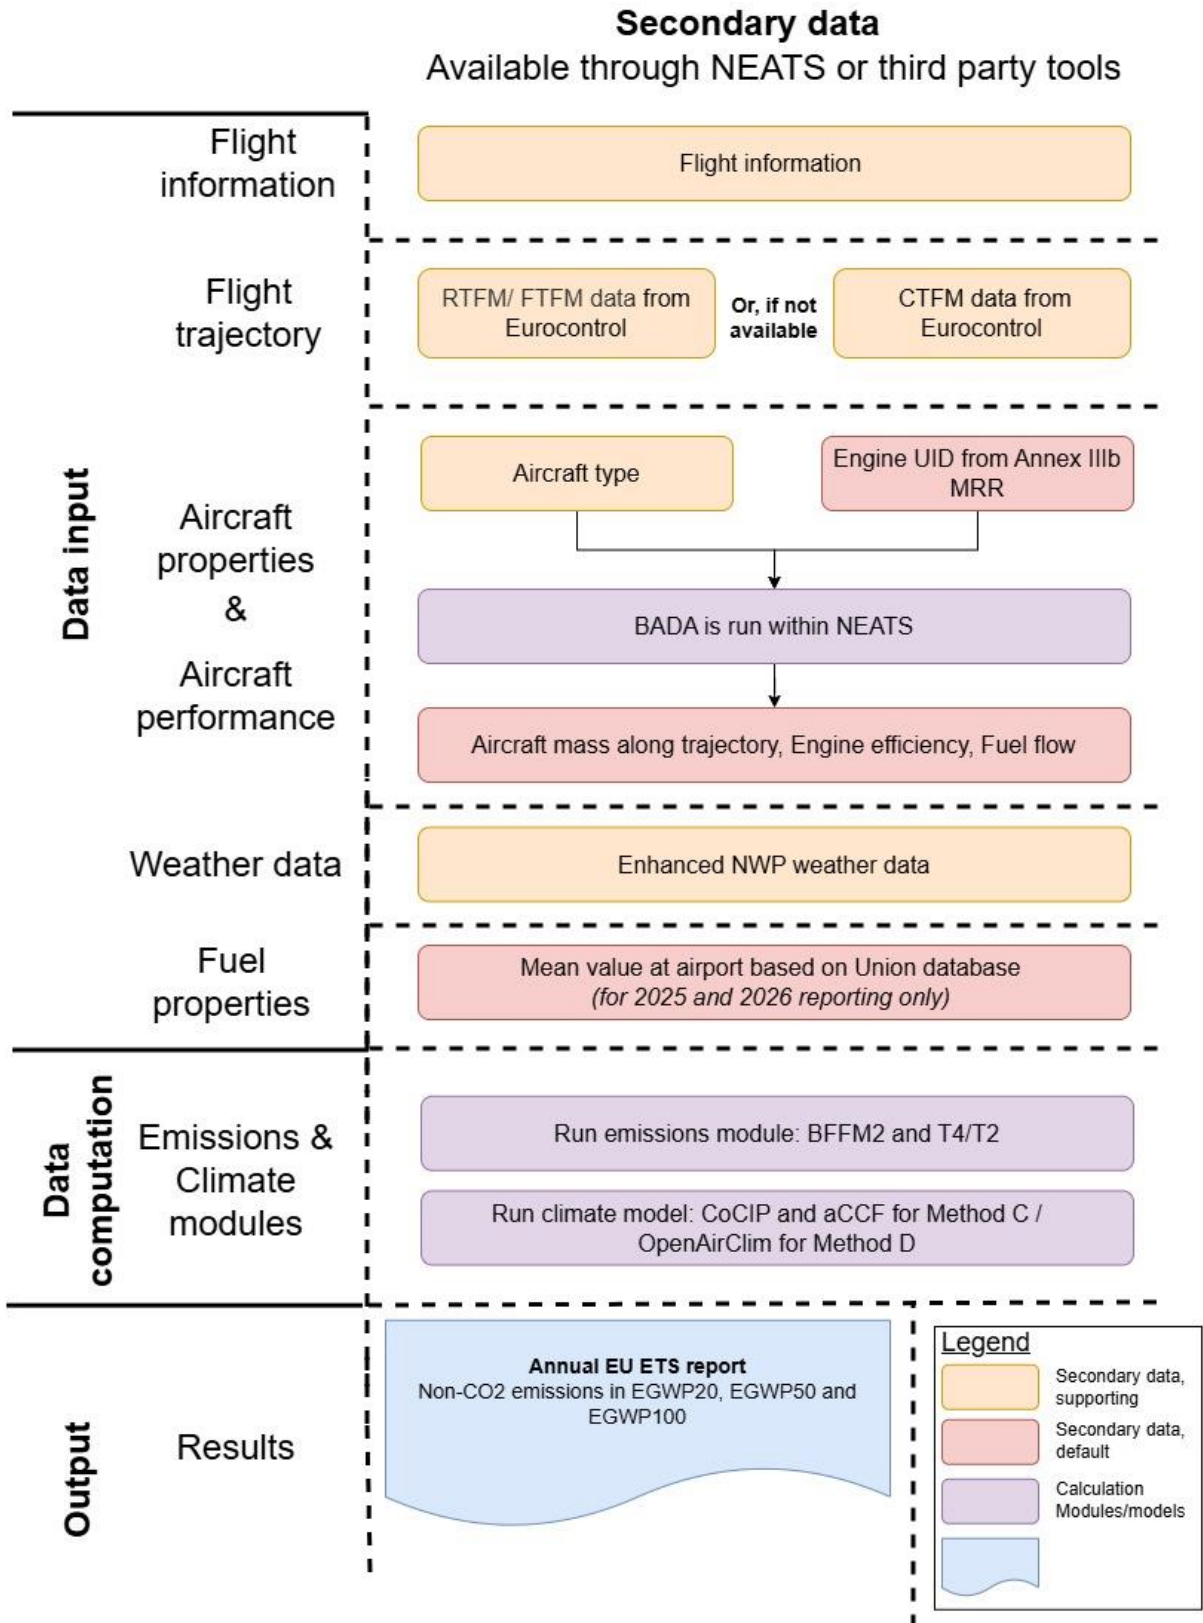 Secondary data
Available through NEATS or third party tools
Data input
Flight
information
Flight information
Flight
trajectory
RTFM/ FTFM data from
Eurocontrol
Or, if not
available
CTFM data from
Eurocontrol
Aircraft
properties
&
Aircraft
performance
Aircraft type
Engine UID from Annex IIIb
MRR
BADA is run within NEATS
Aircraft mass along trajectory, Engine efficiency, Fuel flow
Weather data
Enhanced NWP weather data
Fuel
properties
Mean value at airport based on Union database
(for 2025 and 2026 reporting only)
Data
computation
Emissions &
Climate
modules
Run emissions module: BFFM2 and T4/T2
Run climate model: CoCIP and aCCF for Method C /
OpenAirClim for Method D
Output
Results
Annual EU ETS report
Non-CO2 emissions in EGWP20, EGWP50 and
EGWP100
Legend
Secondary data,
supporting
Secondary data,
default
Calculation
Modules/models